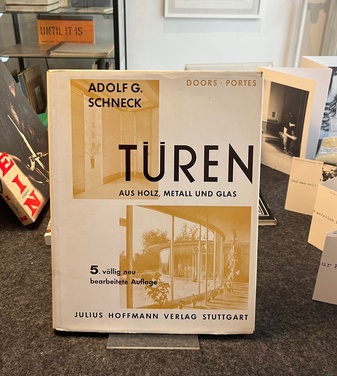 UNTIL IT IS
ADOLF G.
SCHNECK
DOORS · PORTES
TÜREN
AUS HOLZ, METALL UND GLAS
5. völlig neu
bearbeitete Auflage
JULIUS HOFFMANN VERLAG STUTTGART
EIN